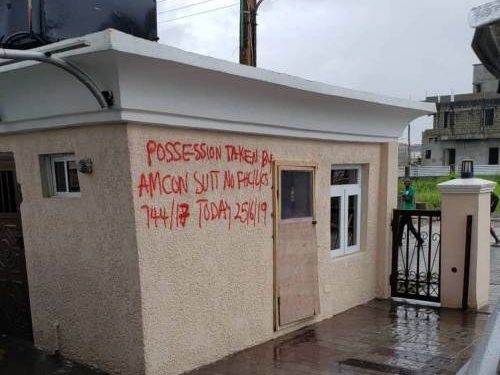 POSSESSION TAKEN BY
AMCON SUIT NO FHC/L/CS
744/17 TODAY 25/6/19